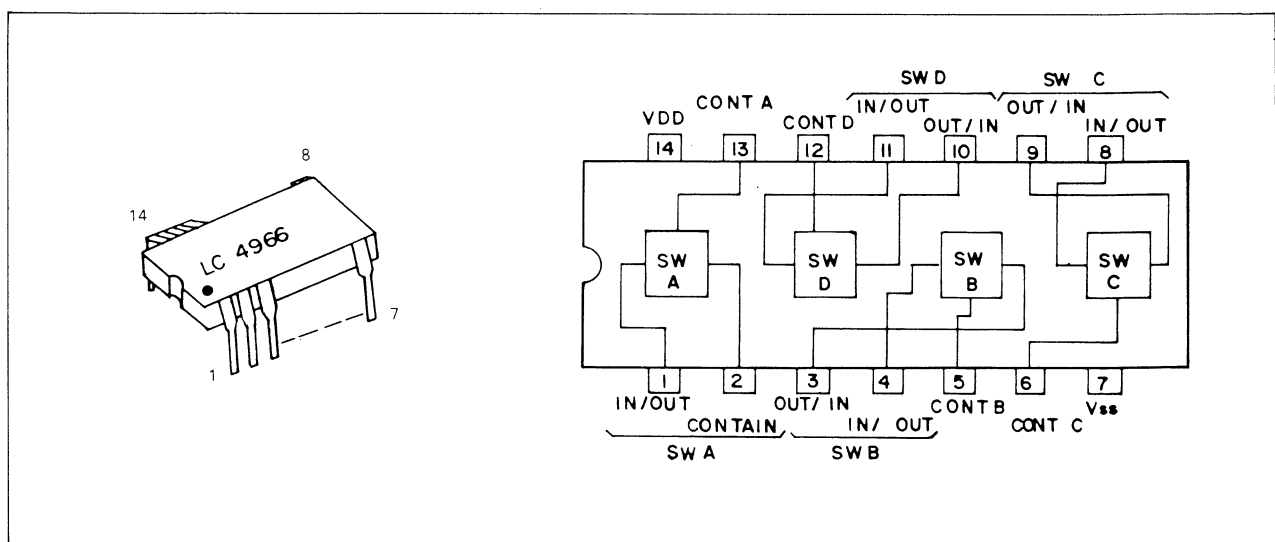 8
14
LC 4966
7
1
SW D
SW C
CONT A
IN/OUT
OUT/IN
VDD
CONT D
OUT/IN
IN/OUT
14
13
12
11
10
9
8
SW A
SW D
SW B
SW C
1
2
3
4
5
6
7
IN/OUT
OUT/IN
CONT B
Vss
CONTAIN
IN/ OUT
CONT C
SW A
SW B